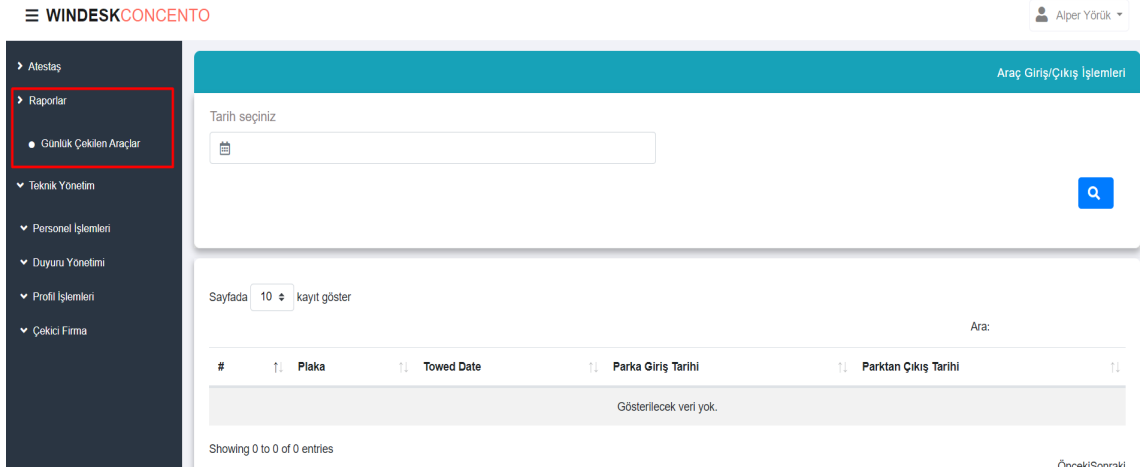 WINDESKCONCENTO
Alper Yörük
Atestaş
Raporlar
Günlük Çekilen Araçlar
Teknik Yönetim
Personel İşlemleri
Duyuru Yönetimi
Profil İşlemleri
Çekici Firma
Araç Giriş/Çıkış İşlemleri
Tarih seçiniz
Sayfada 10 kayıt göster
Ara:
# Plaka Towed Date Parka Giriş Tarihi Parktan Çıkış Tarihi
Gösterilecek veri yok.
Showing 0 to 0 of 0 entries
ÖncekiSonraki